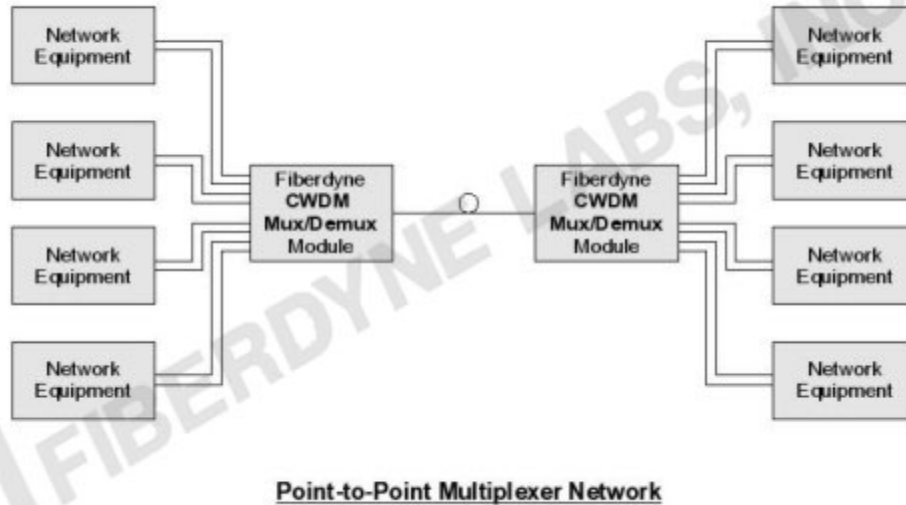 Network
Equipment
Network
Equipment
Network
Equipment
Network
Equipment
Fiberdyne
CWDM
Mux/Demux
Module
Fiberdyne
CWDM
Mux/Demux
Module
Network
Equipment
Network
Equipment
Network
Equipment
Network
Equipment
FIBERDYNE LABS, INC
Point-to-Point Multiplexer Network